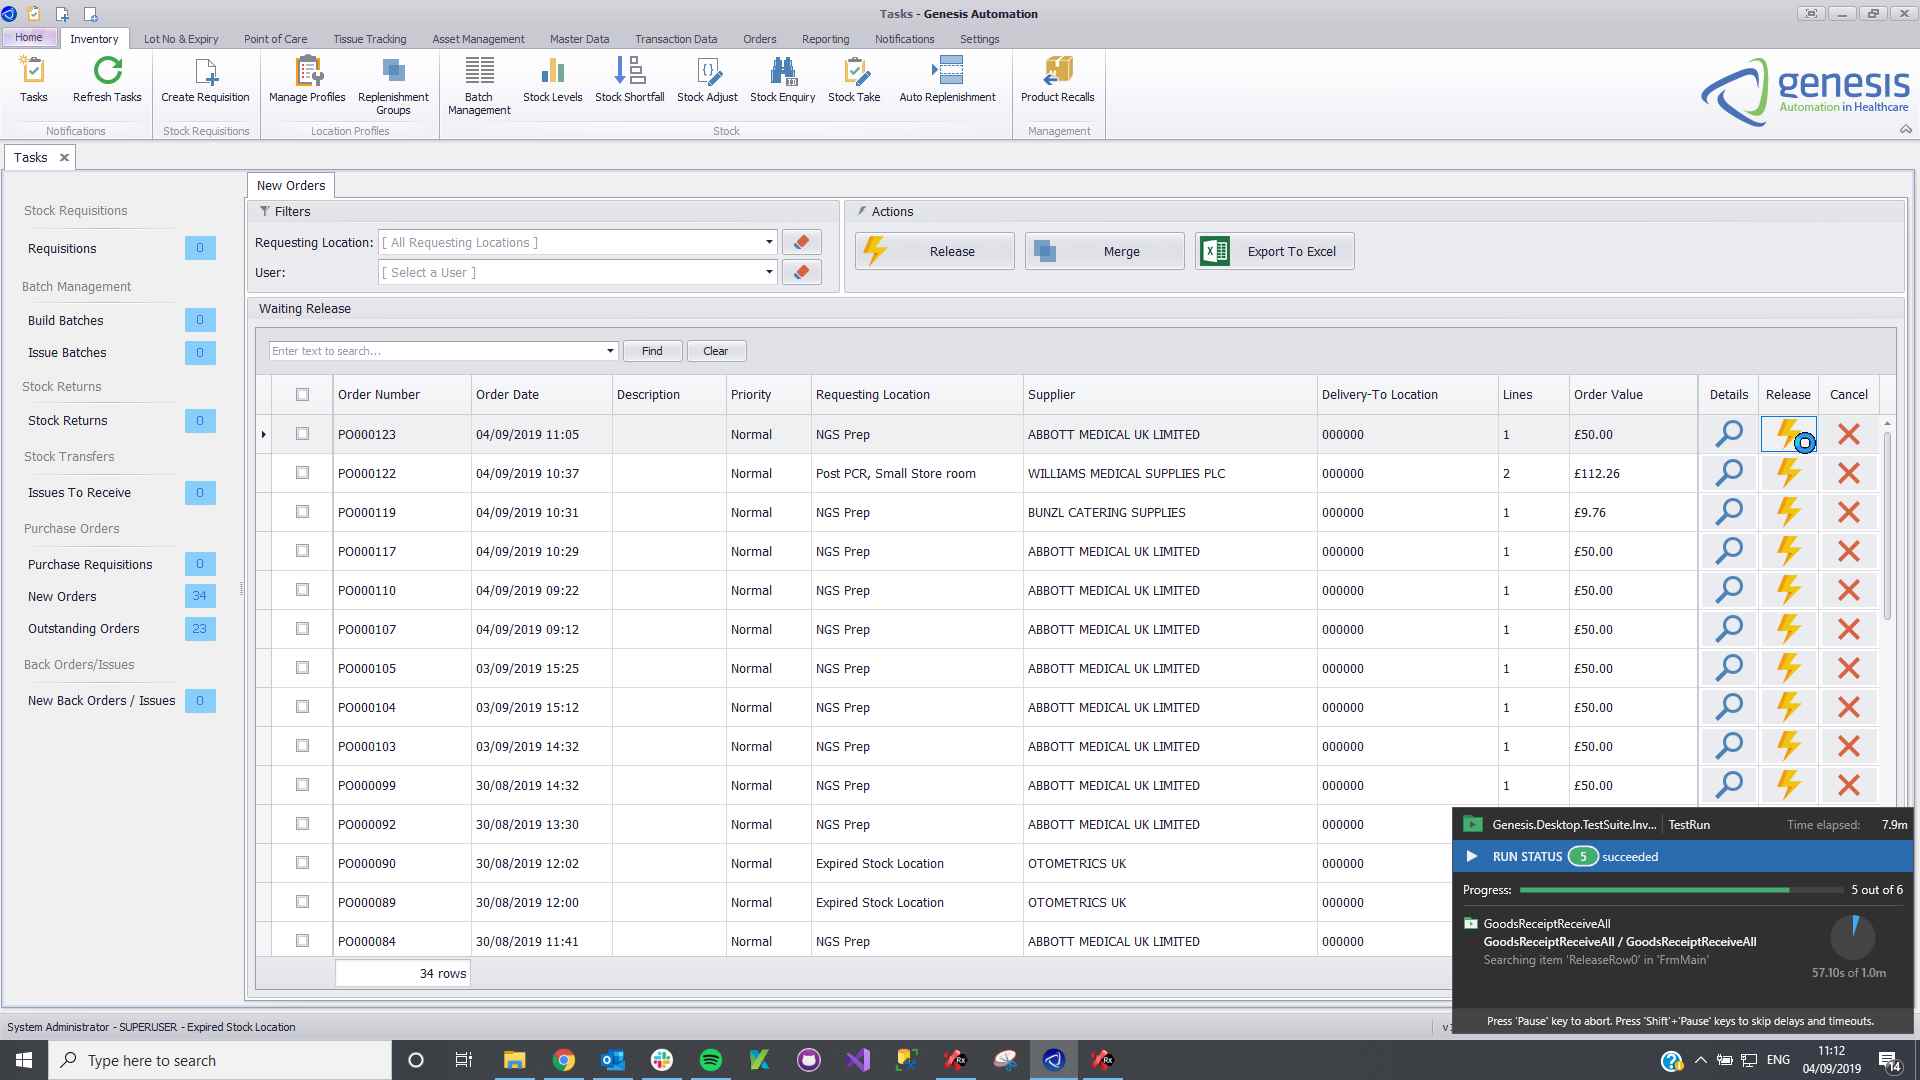 Tasks - Genesis Automation
Home Inventory Lot No & Expiry Point of Care Tissue Tracking Asset Management Master Data Transaction Data Orders Reporting Notifications Settings
Tasks Refresh Tasks Create Requisition Manage Profiles Replenishment Groups Batch Management Stock Levels Stock Shortfall Stock Adjust Stock Enquiry Stock Take Auto Replenishment Product Recalls
Notifications Stock Requisitions Location Profiles Stock Management
genesis
Automation in Healthcare
Tasks
Stock Requisitions
Requisitions 0
Batch Management
Build Batches 0
Issue Batches 0
Stock Returns
Stock Returns 0
Stock Transfers
Issues To Receive 0
Purchase Orders
Purchase Requisitions 0
New Orders 34
Outstanding Orders 23
Back Orders/Issues
New Back Orders / Issues 0
New Orders
Filters
Requesting Location: [ All Requesting Locations ]
User: [ Select a User ]
Actions
Release Merge Export To Excel
Waiting Release
Enter text to search... Find Clear
Order Number Order Date Description Priority Requesting Location Supplier Delivery-To Location Lines Order Value Details Release Cancel
PO000123 04/09/2019 11:05 Normal NGS Prep ABBOTT MEDICAL UK LIMITED 000000 1 £50.00
PO000122 04/09/2019 10:37 Normal Post PCR, Small Store room WILLIAMS MEDICAL SUPPLIES PLC 000000 2 £112.26
PO000119 04/09/2019 10:31 Normal NGS Prep BUNZL CATERING SUPPLIES 000000 1 £9.76
PO000117 04/09/2019 10:29 Normal NGS Prep ABBOTT MEDICAL UK LIMITED 000000 1 £50.00
PO000110 04/09/2019 09:22 Normal NGS Prep ABBOTT MEDICAL UK LIMITED 000000 1 £50.00
PO000107 04/09/2019 09:12 Normal NGS Prep ABBOTT MEDICAL UK LIMITED 000000 1 £50.00
PO000105 03/09/2019 15:25 Normal NGS Prep ABBOTT MEDICAL UK LIMITED 000000 1 £50.00
PO000104 03/09/2019 15:12 Normal NGS Prep ABBOTT MEDICAL UK LIMITED 000000 1 £50.00
PO000103 03/09/2019 14:32 Normal NGS Prep ABBOTT MEDICAL UK LIMITED 000000 1 £50.00
PO000099 30/08/2019 14:32 Normal NGS Prep ABBOTT MEDICAL UK LIMITED 000000 1 £50.00
PO000092 30/08/2019 13:30 Normal NGS Prep ABBOTT MEDICAL UK LIMITED 000000
PO000090 30/08/2019 12:02 Normal Expired Stock Location OTOMETRICS UK 000000
PO000089 30/08/2019 12:00 Normal Expired Stock Location OTOMETRICS UK 000000
PO000084 30/08/2019 11:41 Normal NGS Prep ABBOTT MEDICAL UK LIMITED 000000
34 rows
Genesis.Desktop.TestSuite.Inv... TestRun Time elapsed: 7.9m
RUN STATUS 5 succeeded
Progress: 5 out of 6
GoodsReceiptReceiveAll
GoodsReceiptReceiveAll / GoodsReceiptReceiveAll
Searching item 'ReleaseRow0' in 'FrmMain'
57.10s of 1.0m
Press 'Pause' key to abort. Press 'Shift'+'Pause' keys to skip delays and timeouts.
System Administrator - SUPERUSER - Expired Stock Location
Type here to search
ENG
11:12
04/09/2019
14